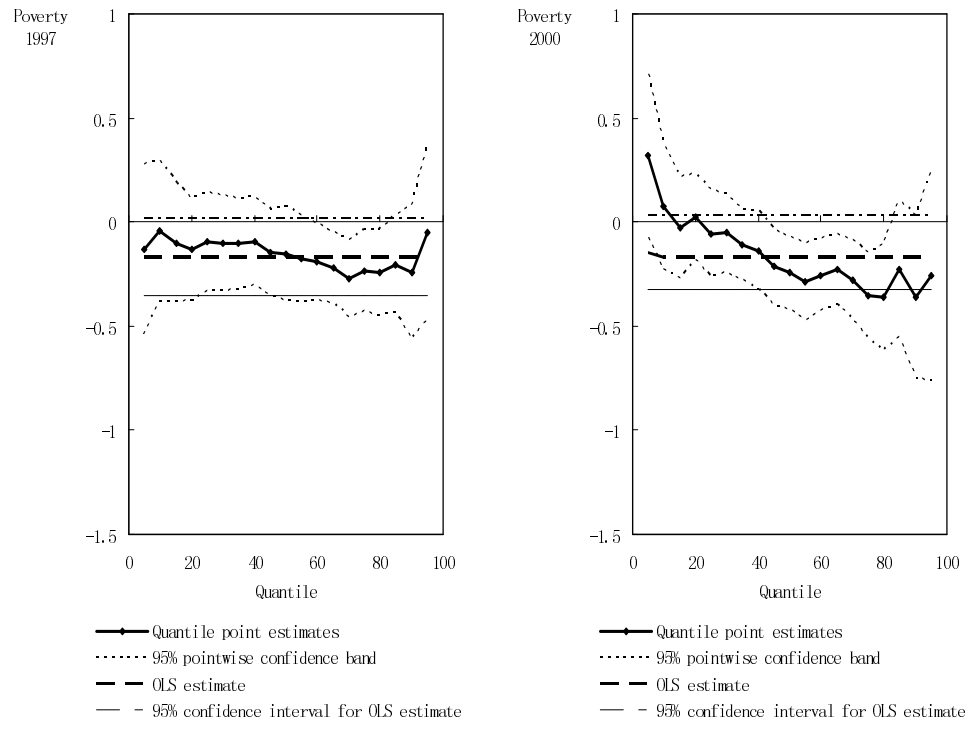 Poverty
1997
1
0.5
0
-0.5
-1
-1.5
0 20 40 60 80 100
Quantile
Quantile point estimates
95% pointwise confidence band
OLS estimate
95% confidence interval for OLS estimate
Poverty
2000
1
0.5
0
-0.5
-1
-1.5
0 20 40 60 80 100
Quantile
Quantile point estimates
95% pointwise confidence band
OLS estimate
95% confidence interval for OLS estimate